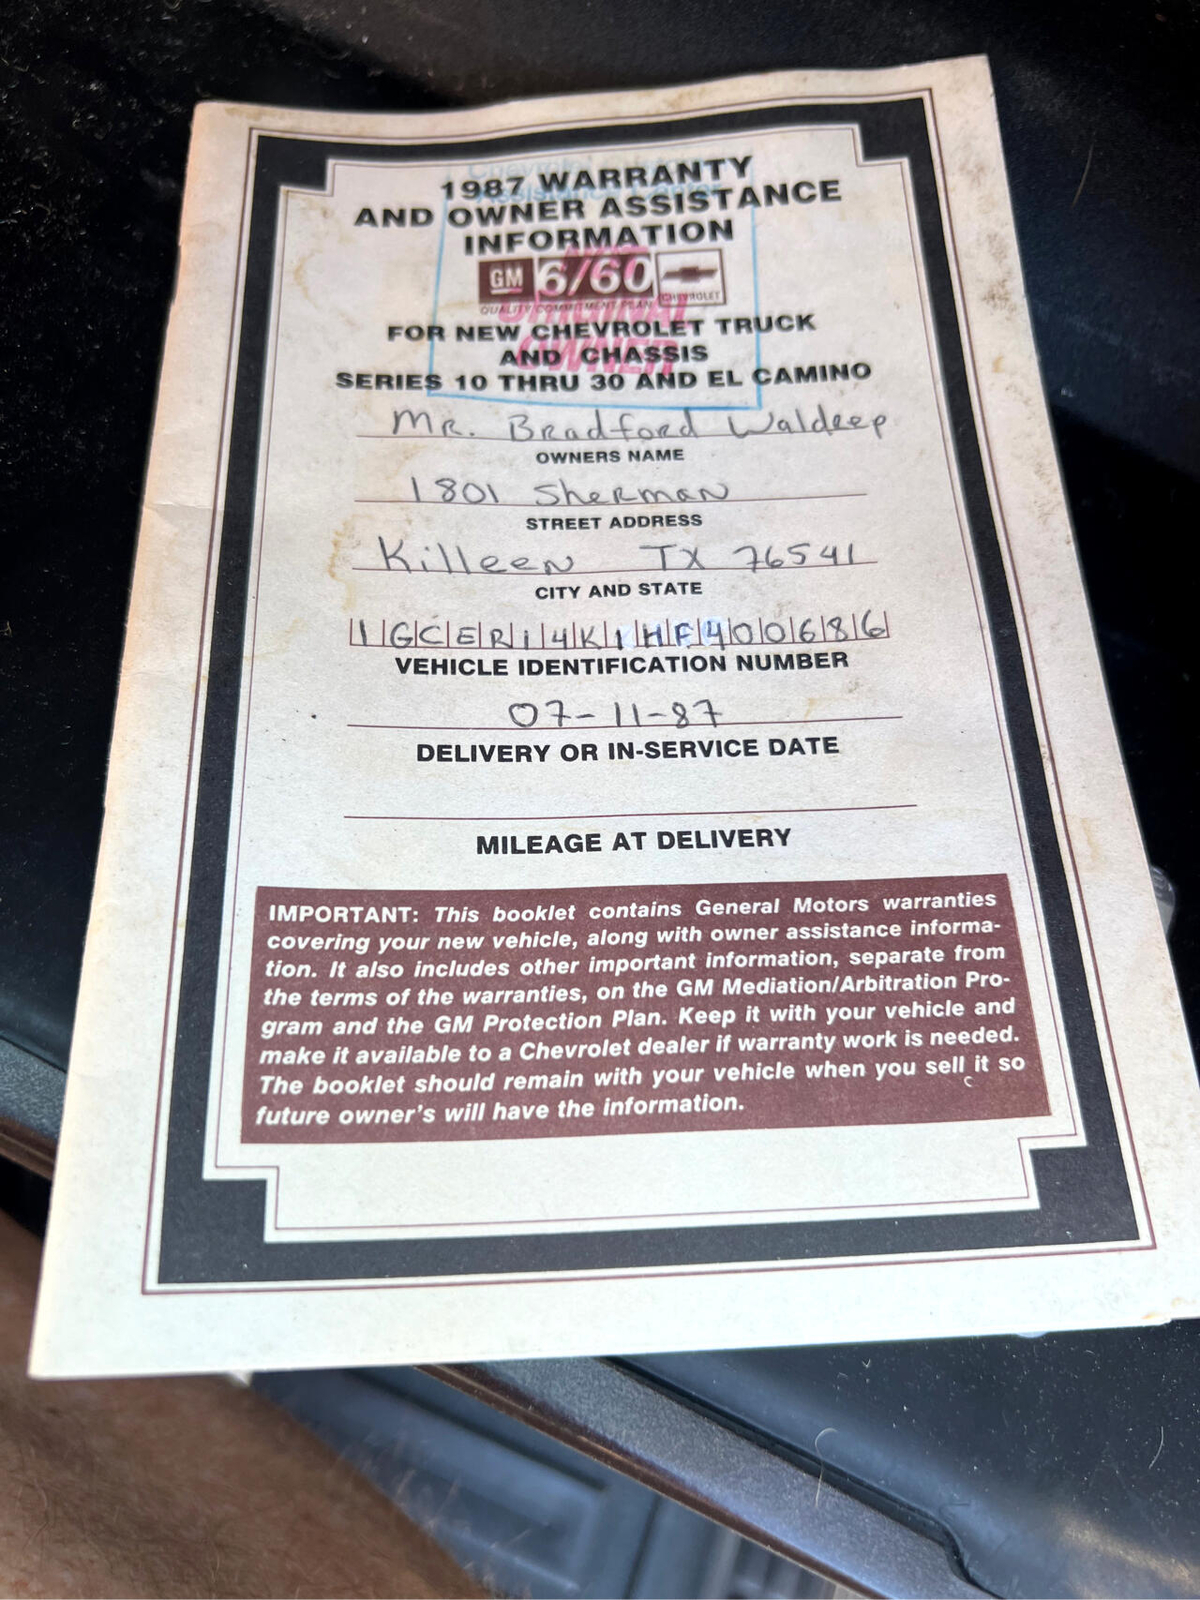 1987 WARRANTY
AND OWNER ASSISTANCE
INFORMATION
GM 6/60 CHEVROLET
QUALITY COMMITMENT PLAN
ORIGINAL
OWNER
FOR NEW CHEVROLET TRUCK
AND CHASSIS
SERIES 10 THRU 30 AND EL CAMINO
MR. Bradford Waldeep
OWNERS NAME
1801 Sherman
STREET ADDRESS
Killeen TX 76541
CITY AND STATE
1GCER14K1HF400686
VEHICLE IDENTIFICATION NUMBER
07-11-87
DELIVERY OR IN-SERVICE DATE
MILEAGE AT DELIVERY
IMPORTANT: This booklet contains General Motors warranties
covering your new vehicle, along with owner assistance informa-
tion. It also includes other important information, separate from
the terms of the warranties, on the GM Mediation/Arbitration Pro-
gram and the GM Protection Plan. Keep it with your vehicle and
make it available to a Chevrolet dealer if warranty work is needed.
The booklet should remain with your vehicle when you sell it so
future owner's will have the information.